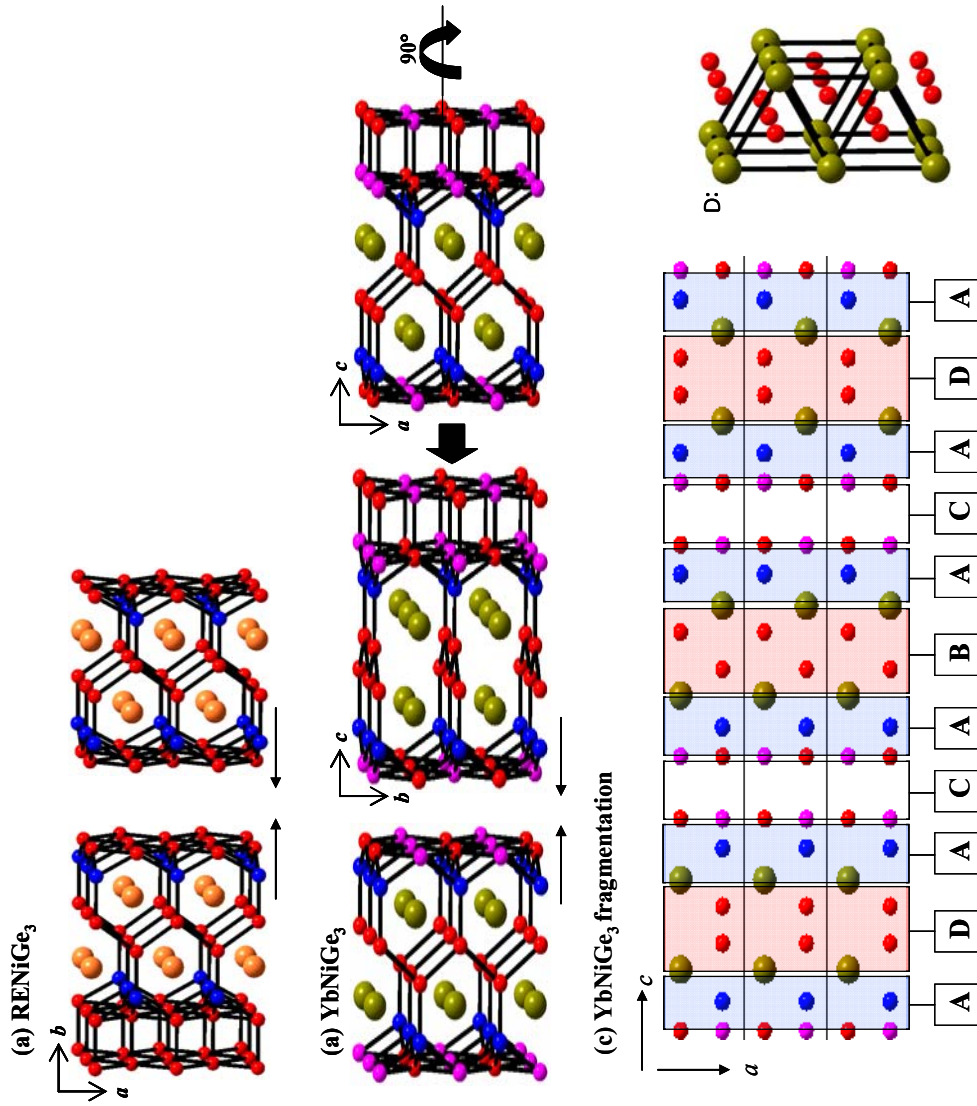 (a) RENiGe3
b
a
(a) YbNiGe3
c
b
c
a
90°
(c) YbNiGe3 fragmentation
c
a
A D A C A B A C A D A
D: